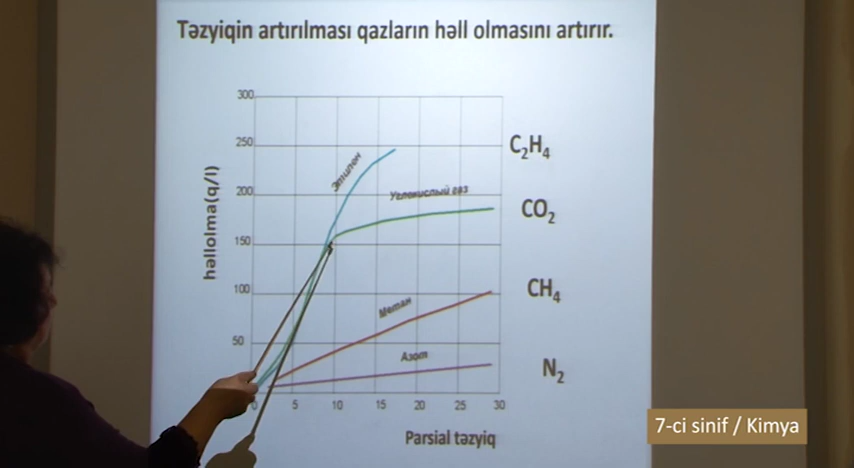 Təzyiqin artırılması qazların həll olmasını artırır.
300
250
200
150
100
50
həllolma(q/l)
Этилен
Углекислый газ
Метан
Азот
C₂H₄
CO₂
CH₄
N₂
0 5 10 15 20 25 30
Parsial təzyiq
7-ci sinif / Kimya